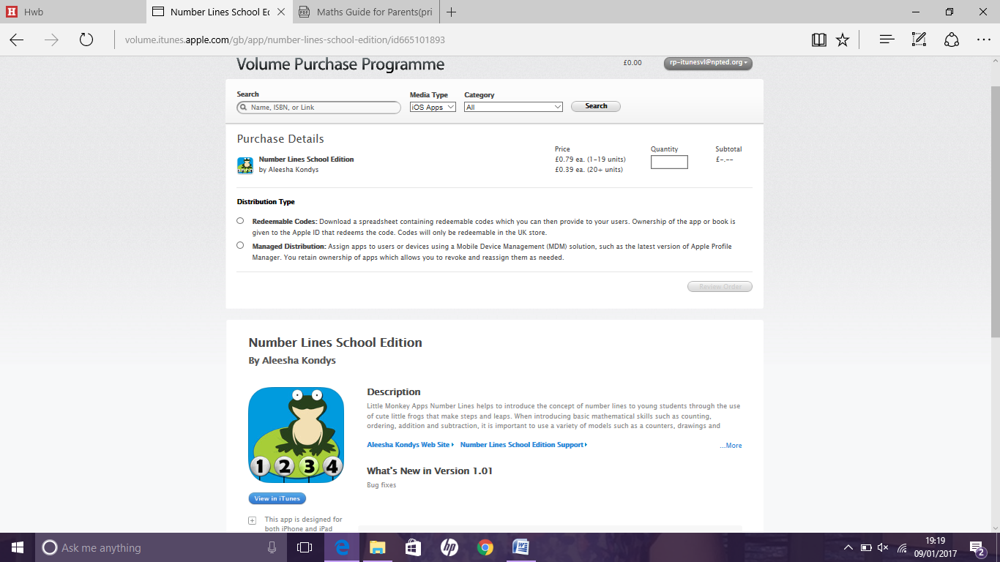 Hwb
Number Lines School Ed
Maths Guide for Parents(pri
volume.itunes.apple.com/gb/app/number-lines-school-edition/id665101893
Volume Purchase Programme
£0.00
rp-itunesvl@npted.org
Search
Media Type
Category
Name, ISBN, or Link
iOS Apps
All
Search
Purchase Details
Price
Quantity
Subtotal
Number Lines School Edition
£0.79 ea. (1-19 units)
£-.--
by Aleesha Kondys
£0.39 ea. (20+ units)
Distribution Type
Redeemable Codes: Download a spreadsheet containing redeemable codes which you can then provide to your users. Ownership of the app or book is
given to the Apple ID that redeems the code. Codes will only be redeemable in the UK store.
Managed Distribution: Assign apps to users or devices using a Mobile Device Management (MDM) solution, such as the latest version of Apple Profile
Manager. You retain ownership of apps which allows you to revoke and reassign them as needed.
Review Order
Number Lines School Edition
By Aleesha Kondys
Description
Little Monkey Apps Number Lines helps to introduce the concept of number lines to young students through the use
of cute little frogs that make steps and leaps. When introducing basic mathematical skills such as counting,
ordering, addition and subtraction, it is important to use a variety of models such as a counters, drawings and
Aleesha Kondys Web Site
Number Lines School Edition Support
...More
1 2 3 4
What's New in Version 1.01
Bug fixes
View in iTunes
This app is designed for
both iPhone and iPad
Ask me anything
19:19
09/01/2017
2